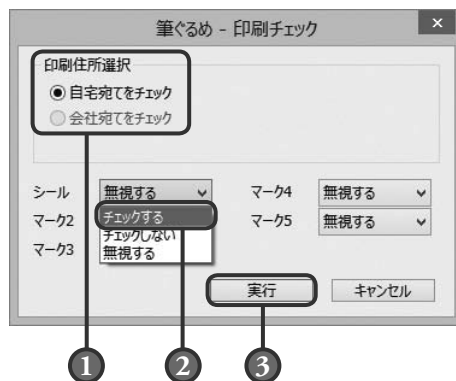 筆ぐるめ - 印刷チェック
×
印刷住所選択
自宅宛てをチェック
会社宛てをチェック
シール 無視する マーク4 無視する
マーク2 チェックする マーク5 無視する
チェックしない
マーク3 無視する
実行 キャンセル
1 2 3